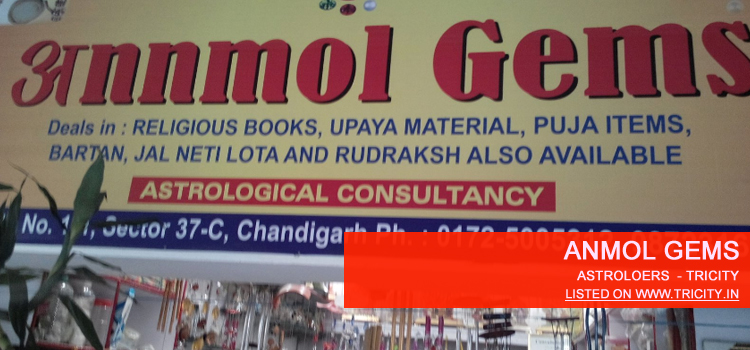 अnnmol Gems
Deals in : RELIGIOUS BOOKS, UPAYA MATERIAL, PUJA ITEMS,
BARTAN, JAL NETI LOTA AND RUDRAKSH ALSO AVAILABLE
ASTROLOGICAL CONSULTANCY
No. Sector 37-C, Chandigarh Ph. :
ANMOL GEMS
ASTROLOERS - TRICITY
LISTED ON WWW.TRICITY.IN